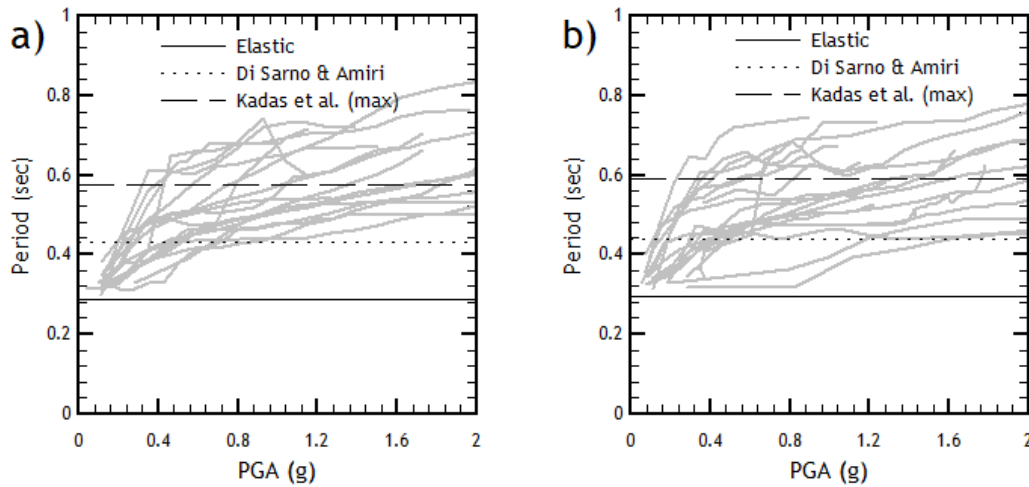 a)
Elastic
Di Sarno & Amiri
Kadas et al. (max)
1
0.8
0.6
0.4
0.2
0
Period (sec)
0 0.4 0.8 1.2 1.6 2
PGA (g)
b)
Elastic
Di Sarno & Amiri
Kadas et al. (max)
1
0.8
0.6
0.4
0.2
0
Period (sec)
0 0.4 0.8 1.2 1.6 2
PGA (g)